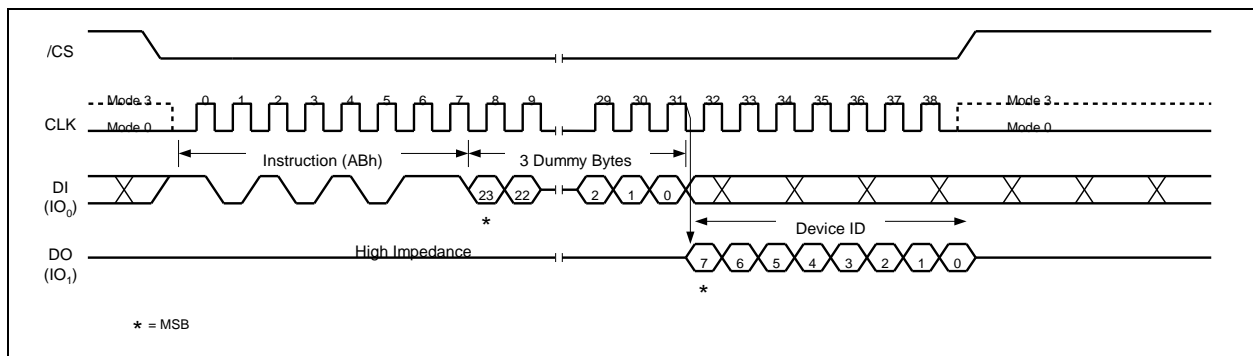 /CS
Mode 3 0 1 2 3 4 5 6 7 8 9 29 30 31 32 33 34 35 36 37 38 Mode 3
CLK Mode 0 Mode 0
Instruction (ABh) 3 Dummy Bytes
DI
(IO0)
23 22 2 1 0
*
Device ID
DO
(IO1)
High Impedance
7 6 5 4 3 2 1 0
*
* = MSB